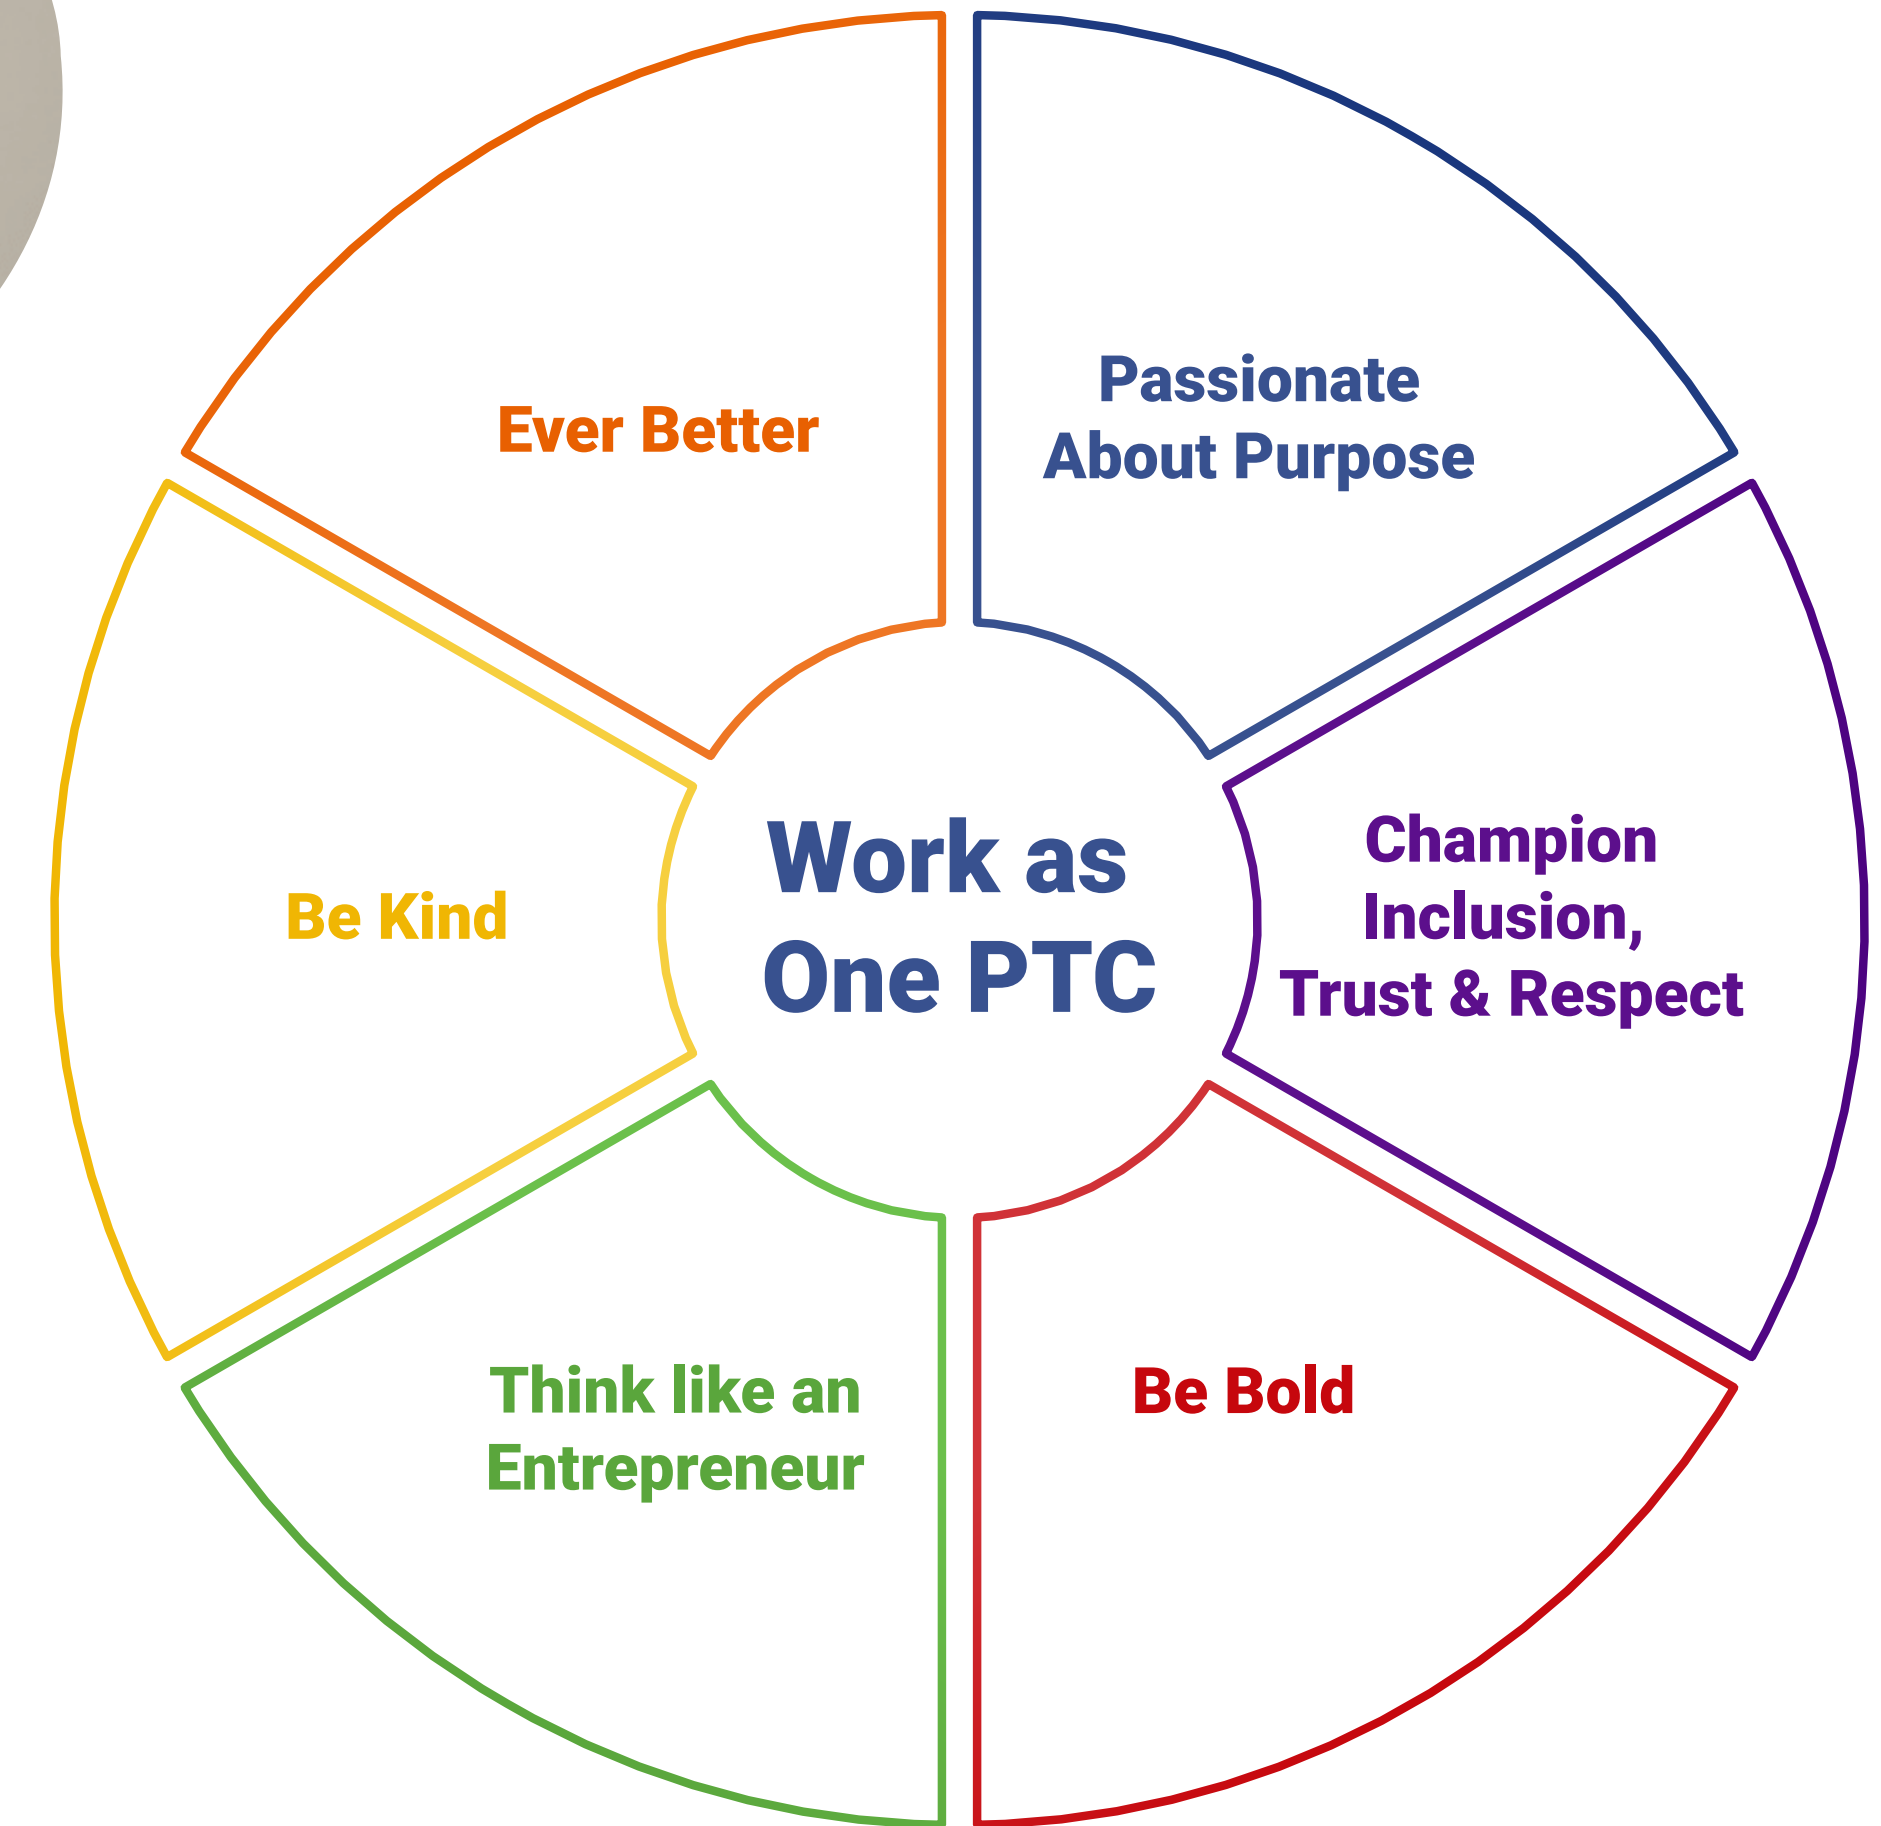 Ever Better
Passionate
About Purpose
Champion
Inclusion,
Trust & Respect
Be Bold
Think like an
Entrepreneur
Be Kind
Work as
One PTC